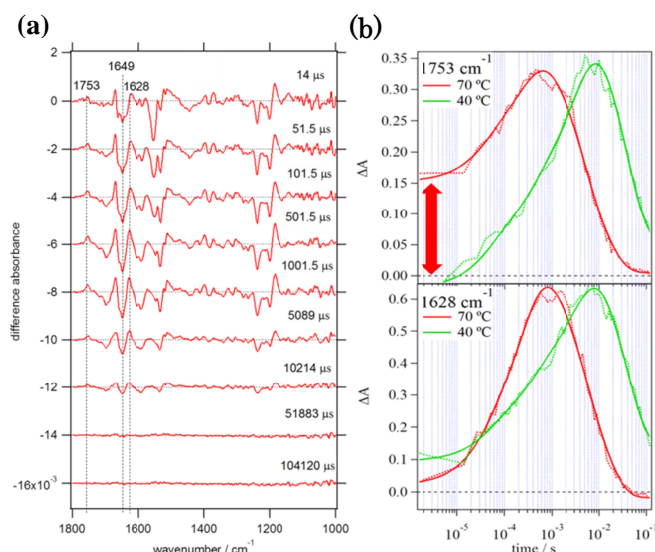 (a)
2
1649
1753
1628
14 μs
0
51.5 μs
-2
101.5 μs
-4
501.5 μs
-6
1001.5 μs
-8
5089 μs
-10
10214 μs
-12
51883 μs
-14
104120 μs
-16x10⁻³
1800
1600
1400
1200
1000
wavenumber / cm⁻¹
difference absorbance
(b)
0.35
1753 cm⁻¹
70 ºC
40 ºC
0.30
0.25
0.20
0.15
0.10
0.05
0.00
ΔA
0.6
1628 cm⁻¹
70 ºC
40 ºC
0.5
0.4
0.3
0.2
0.1
0.0
ΔA
10⁻⁵
10⁻⁴
10⁻³
10⁻²
10⁻¹
time / s